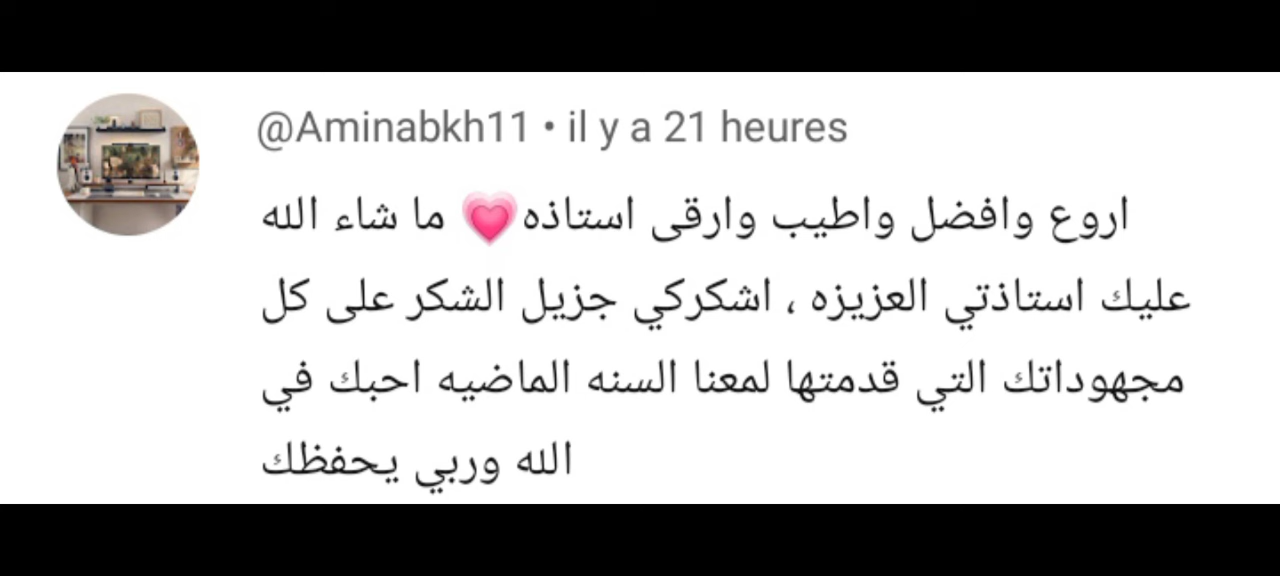 @Aminabkh11 • il y a 21 heures
اروع وافضل واطيب وارقى استاذه💗 ما شاء الله
عليك استاذتي العزيزه ، اشكركي جزيل الشكر على كل
مجهوداتك التي قدمتها لمعنا السنه الماضيه احبك في
الله وربي يحفظك